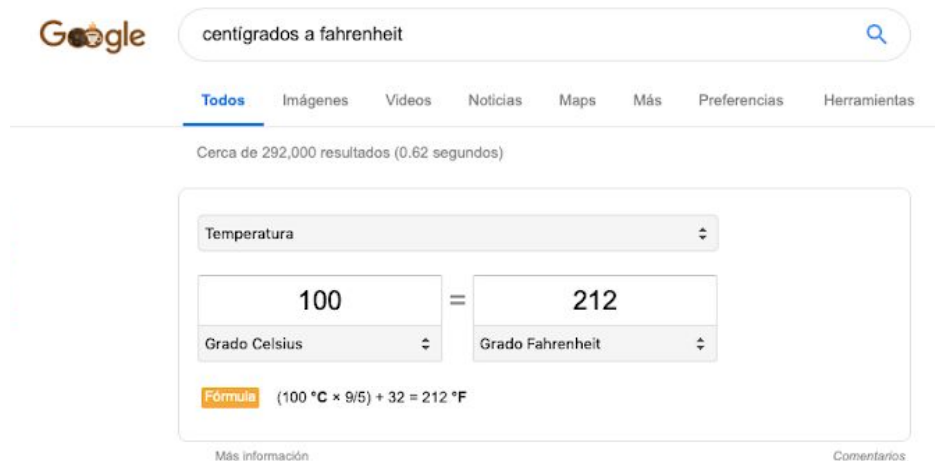 Google centígrados a fahrenheit
Todos Imágenes Videos Noticias Maps Más Preferencias Herramientas
Cerca de 292,000 resultados (0.62 segundos)
Temperatura
100 = 212
Grado Celsius Grado Fahrenheit
Fórmula (100 °C × 9/5) + 32 = 212 °F
Más información Comentarios